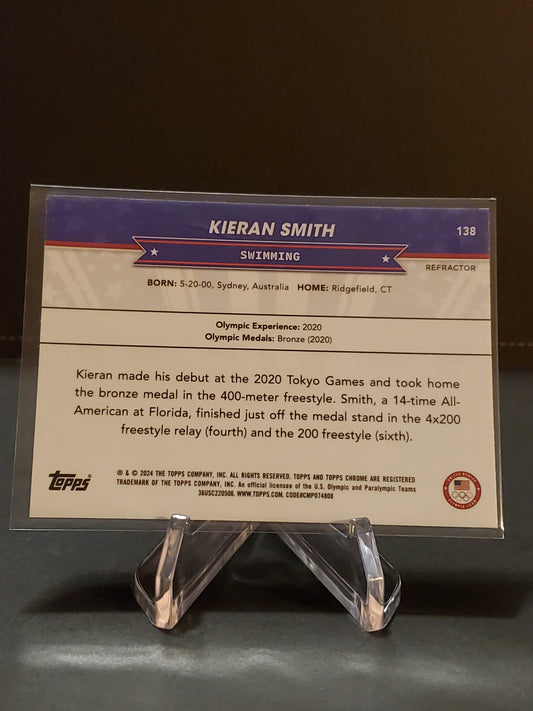 KIERAN SMITH
138
SWIMMING
REFRACTOR
BORN: 5-20-00, Sydney, Australia HOME: Ridgefield, CT
Olympic Experience: 2020
Olympic Medals: Bronze (2020)
Kieran made his debut at the 2020 Tokyo Games and took home
the bronze medal in the 400-meter freestyle. Smith, a 14-time All-
American at Florida, finished just off the medal stand in the 4x200
freestyle relay (fourth) and the 200 freestyle (sixth).
Topps
® & © 2024 THE TOPPS COMPANY, INC. ALL RIGHTS RESERVED. TOPPS AND TOPPS CHROME ARE REGISTERED
TRADEMARK OF THE TOPPS COMPANY, INC. An official licensee of the U.S. Olympic and Paralympic Teams
36USC220506. WWW.TOPPS.COM. CODE#CMP074808